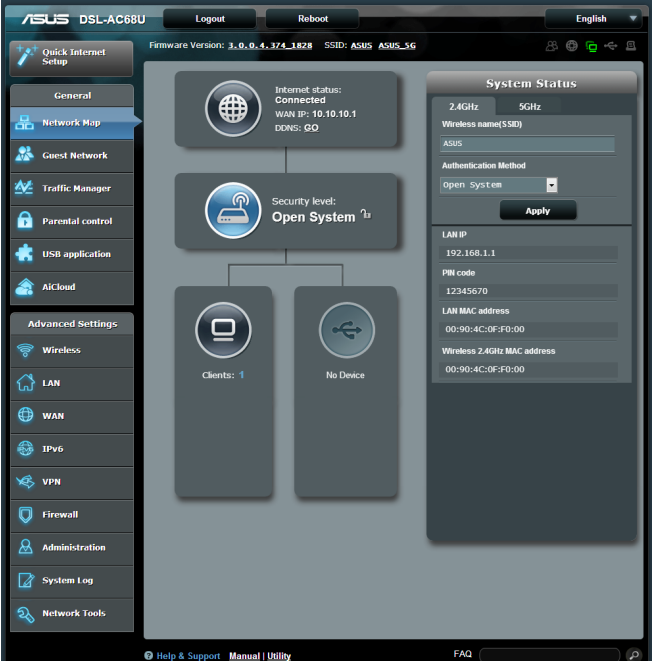 ASUS DSL-AC68U Logout Reboot English
Quick Internet
Setup
Firmware Version: 3.0.0.4.374_1828 SSID: ASUS ASUS_5G
General
Network Map
Guest Network
Traffic Manager
Parental control
USB application
AiCloud
Advanced Settings
Wireless
LAN
WAN
IPv6
VPN
Firewall
Administration
System Log
Network Tools
Internet status:
Connected
WAN IP: 10.10.10.1
DDNS: GO
Security level:
Open System
Clients: 1
No Device
System Status
2.4GHz 5GHz
Wireless name(SSID)
ASUS
Authentication Method
Open System
Apply
LAN IP
192.168.1.1
PIN code
12345670
LAN MAC address
00:90:4C:0F:F0:00
Wireless 2.4GHz MAC address
00:90:4C:0F:F0:00
Help & Support Manual | Utility FAQ